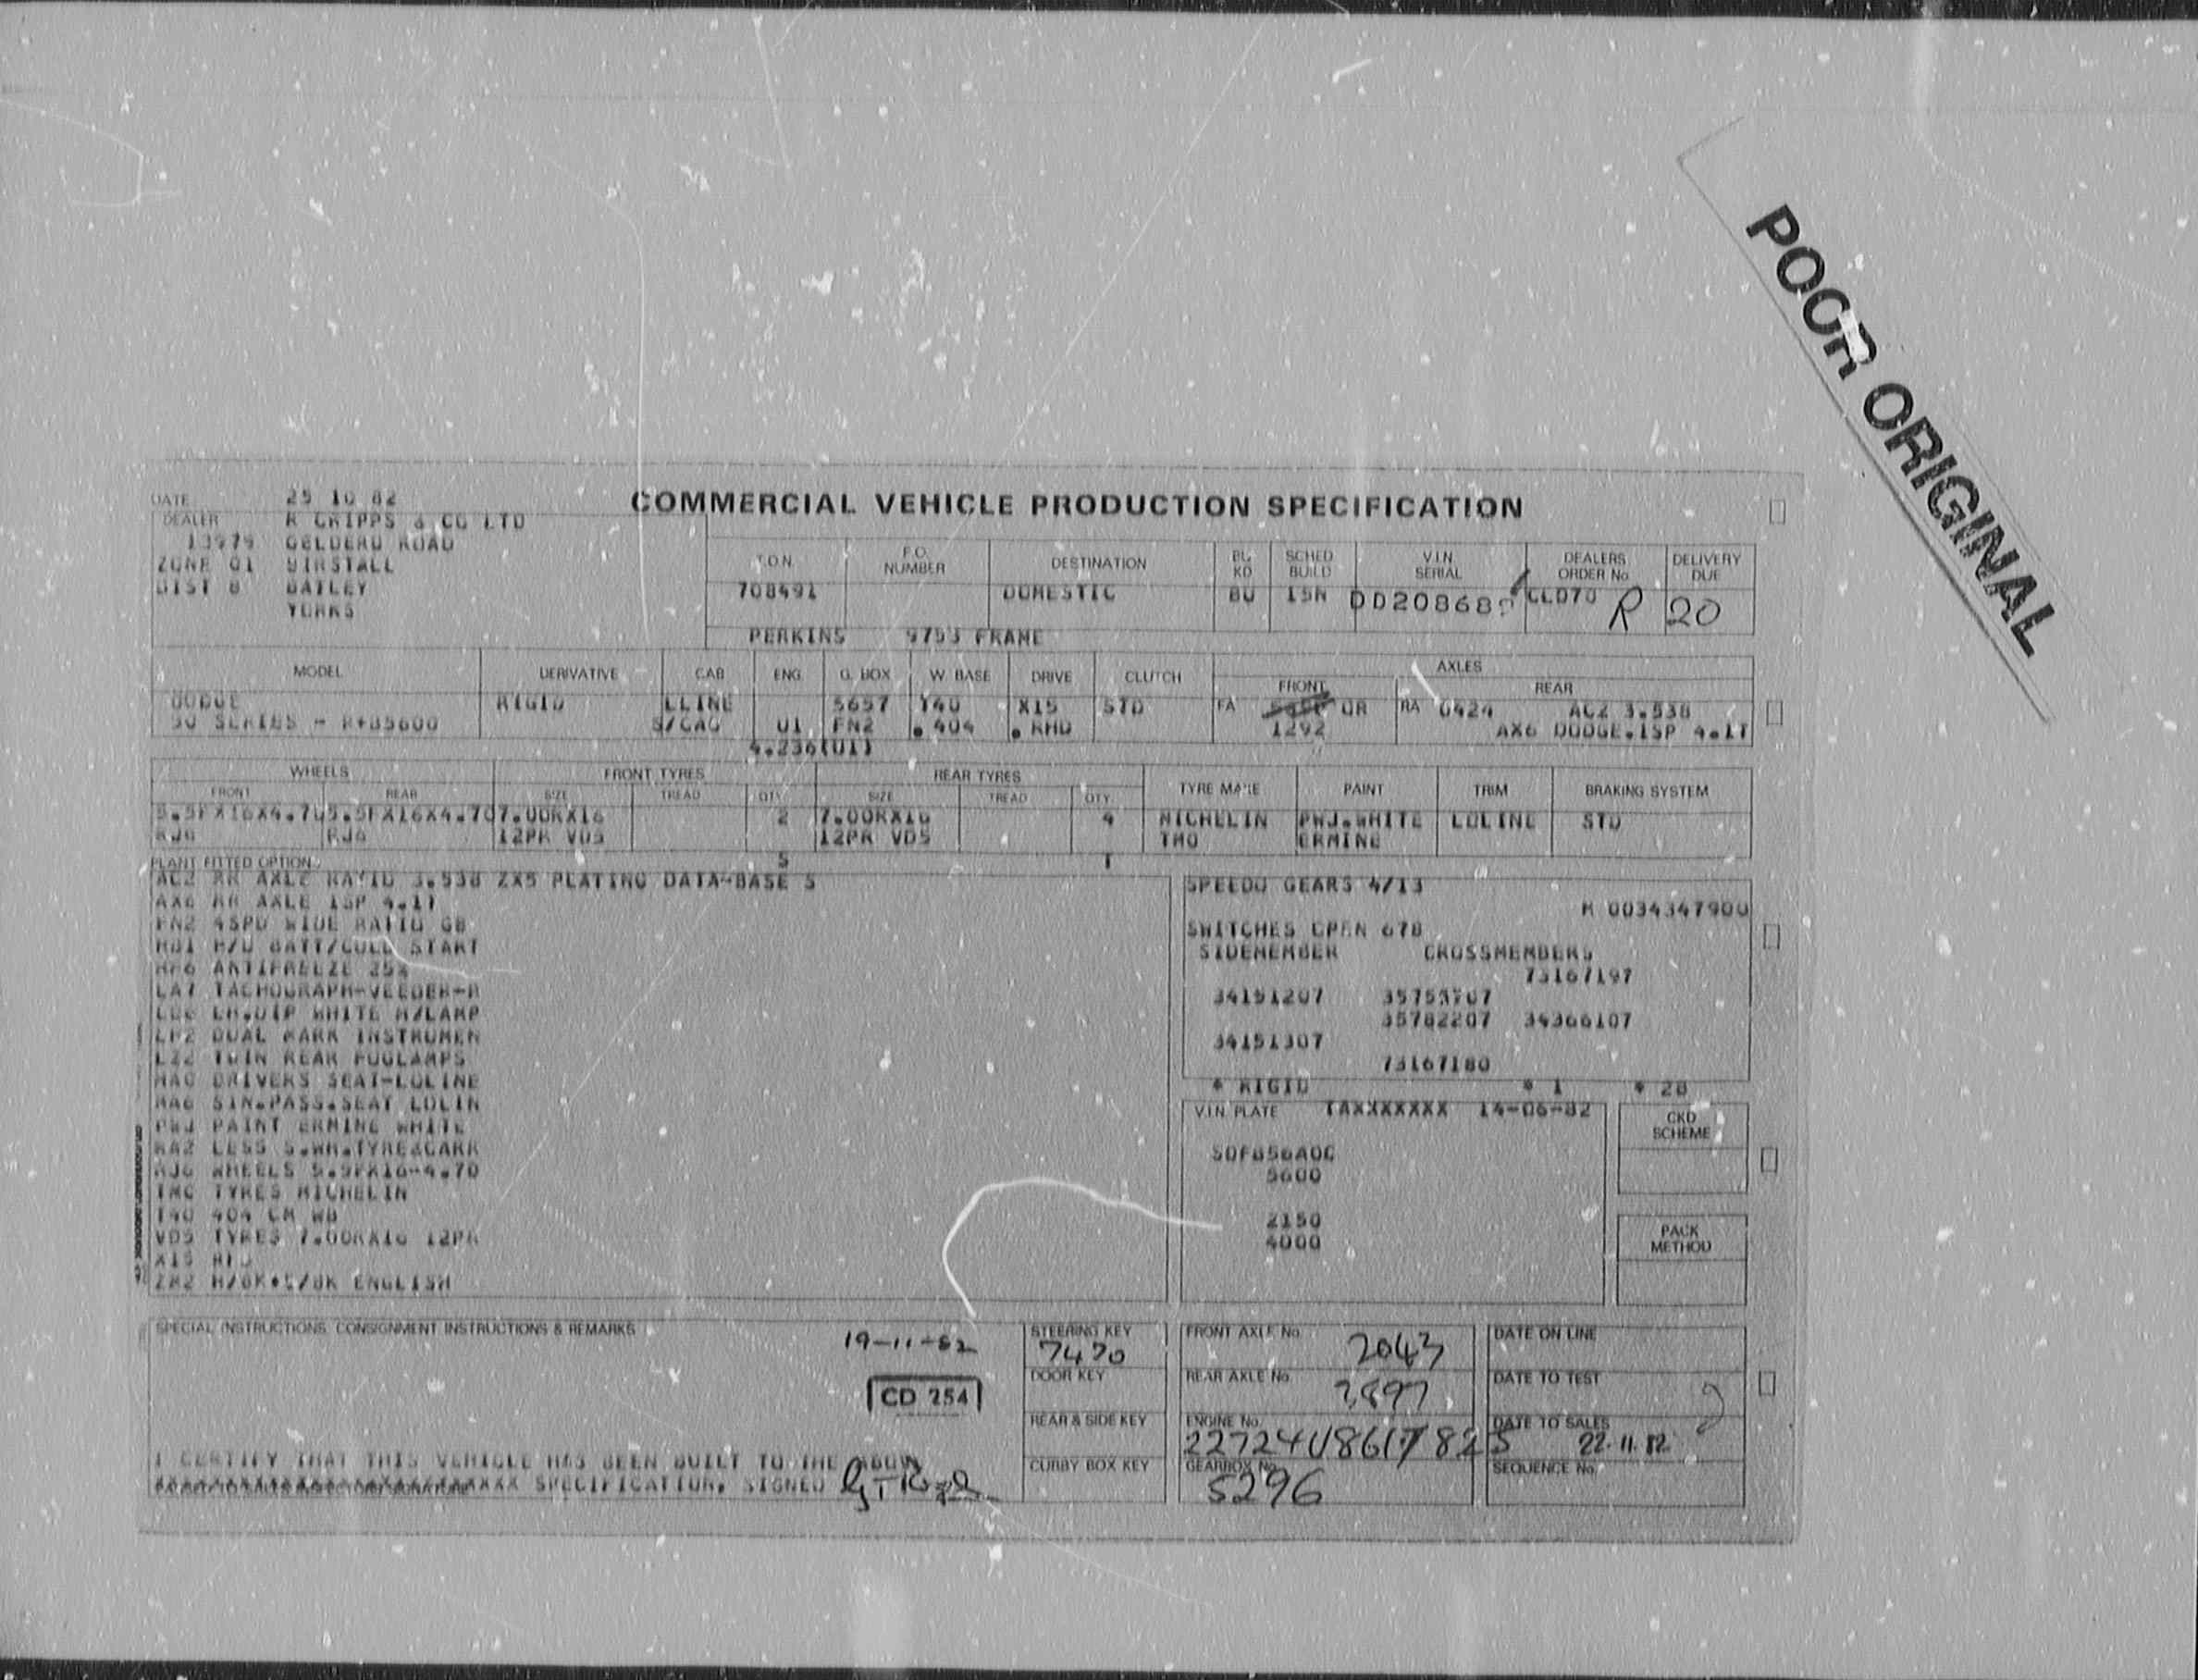 POOR ORIGINAL
DATE 25 10 82
COMMERCIAL VEHICLE PRODUCTION SPECIFICATION
DEALER R CRIPPS & CO LTD
13979 GELDERD ROAD
ZONE 01 BIRSTALL
DIST 8 BATLEY
YORKS
T.O.N. F.O. NUMBER DESTINATION BU KD SCHED BUILD V.I.N SERIAL DEALERS ORDER No DELIVERY DUE
708491 DOMESTIC BU 15N DD20868 CLD70 R 20
PERKINS 9753 FRAME
MODEL DERIVATIVE CAB ENG. G. BOX W. BASE DRIVE CLUTCH AXLES
FRONT REAR
DODGE RIGID LLINE 5657 T40 X15 STD FA OR RA 0424 AC2 3.538
50 SERIES - S/CAB 01 FN2 .404 .RHD 1292 AX6 DODGE.1SP 4.1T
4.236(01)
WHEELS FRONT TYRES REAR TYRES TYRE MAKE PAINT TRIM BRAKING SYSTEM
FRONT REAR SIZE TREAD QTY SIZE TREAD QTY
5.5FX16X4.70 5.5FX16X4.70 7.00RX16 2 7.00RX16 4 MICHELIN PWJ.WHITE LOLINE STD
RJ6 RJ6 12PR VD5 12PR VD5 TMO ERMINE
PLANT FITTED OPTION S T
AC2 RR AXLE RATIO 3.538 ZX5 PLATING DATA-BASE S
AX6 RR AXLE 1SP 4.1T
FN2 4SPD WIDE RATIO GB
HB1 H/D BATT/COLD START
HF6 ANTIFREEZE 25%
LA7 TACHOGRAPH-VEEDER-R
LD6 LH.DIP WHITE H/LAMP
LF2 DUAL MARK INSTRUMEN
LZ2 TWIN REAR FOGLAMPS
MA0 DRIVERS SEAT-LOLINE
MA6 SIN.PASS.SEAT LOLIN
PWJ PAINT ERMINE WHITE
RA2 LESS S.WH.TYRE&CARR
RJ6 WHEELS 5.5FX16-4.70
TMO TYRES MICHELIN
T40 404 CM WB
VD5 TYRES 7.00RX16 12PR
X15 RHD
ZH2 H/BK+S/BK ENGLISH
SPEEDO GEARS 4/13
M 0034347900
SWITCHES OPEN 678
SIDEMEMBER CROSSMEMBERS
73167197
34151207 35755707
35782207 34366107
34151307
73167180
* RIGID * 1 * 28
V.I.N. PLATE TAXXXXXXX 14-06-82
50FB56A0C
5600
2150
4000
CKD SCHEME
PACK METHOD
SPECIAL INSTRUCTIONS, CONSIGNMENT INSTRUCTIONS & REMARKS
19-11-82
CD 254
I CERTIFY THAT THIS VEHICLE HAS BEEN BUILT TO THE ABOVE
SPECIFICATION, SIGNED
STEERING KEY
7470
DOOR KEY
REAR & SIDE KEY
CUBBY BOX KEY
FRONT AXLE No.
2043
REAR AXLE No.
ENGINE No.
GEARBOX No.
5296
DATE ON LINE
DATE TO TEST
DATE TO SALES
22.11.82
SEQUENCE No.